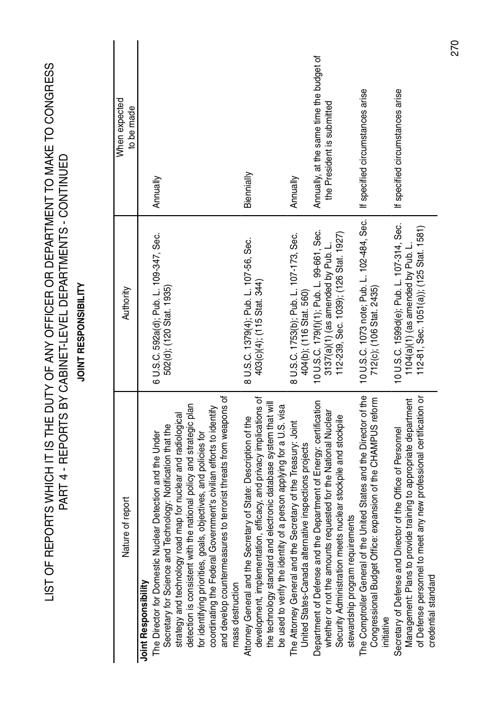 LIST OF REPORTS WHICH IT IS THE DUTY OF ANY OFFICER OR DEPARTMENT TO MAKE TO CONGRESS
PART 4 - REPORTS BY CABINET-LEVEL DEPARTMENTS - CONTINUED
JOINT RESPONSIBILITY
Nature of report
Authority
When expected
to be made
Joint Responsibility
The Director for Domestic Nuclear Detection and the Under
Secretary for Science and Technology: Notification that the
strategy and technology road map for nuclear and radiological
detection is consistent with the national policy and strategic plan
for identifying priorities, goals, objectives, and policies for
coordinating the Federal Government's civilian efforts to identify
and develop countermeasures to terrorist threats from weapons of
mass destruction
6 U.S.C. 592a(d); Pub. L. 109-347, Sec.
502(d); (120 Stat. 1935)
Annually
Attorney General and the Secretary of State: Description of the
development, implementation, efficacy, and privacy implications of
the technology standard and electronic database system that will
be used to verify the identity of a person applying for a U.S. visa
8 U.S.C. 1379(4); Pub. L. 107-56, Sec.
403(c)(4); (115 Stat. 344)
Biennially
The Attorney General and the Secretary of the Treasury: Joint
United States-Canada alternative inspections projects
8 U.S.C. 1753(b); Pub. L. 107-173, Sec.
404(b); (116 Stat. 560)
Annually
Department of Defense and the Department of Energy: certification
whether or not the amounts requested for the National Nuclear
Security Administration meets nuclear stockpile and stockpile
stewardship program requirements
10 U.S.C. 179(f)(1); Pub. L. 99-661, Sec.
3137(a)(1) (as amended by Pub. L.
112-239, Sec. 1039); (126 Stat. 1927)
Annually, at the same time the budget of
the President is submitted
The Comptroller General of the United States and the Director of the
Congressional Budget Office: expansion of the CHAMPUS reform
initiative
10 U.S.C. 1073 note; Pub. L. 102-484, Sec.
712(c); (106 Stat. 2435)
If specified circumstances arise
Secretary of Defense and Director of the Office of Personnel
Management: Plans to provide training to appropriate department
of Defense personnel to meet any new professional certification or
credential standard
10 U.S.C. 1599d(e); Pub. L. 107-314, Sec.
1104(a)(1) (as amended by Pub. L.
112-81, Sec. 1051(a)); (125 Stat. 1581)
If specified circumstances arise
270